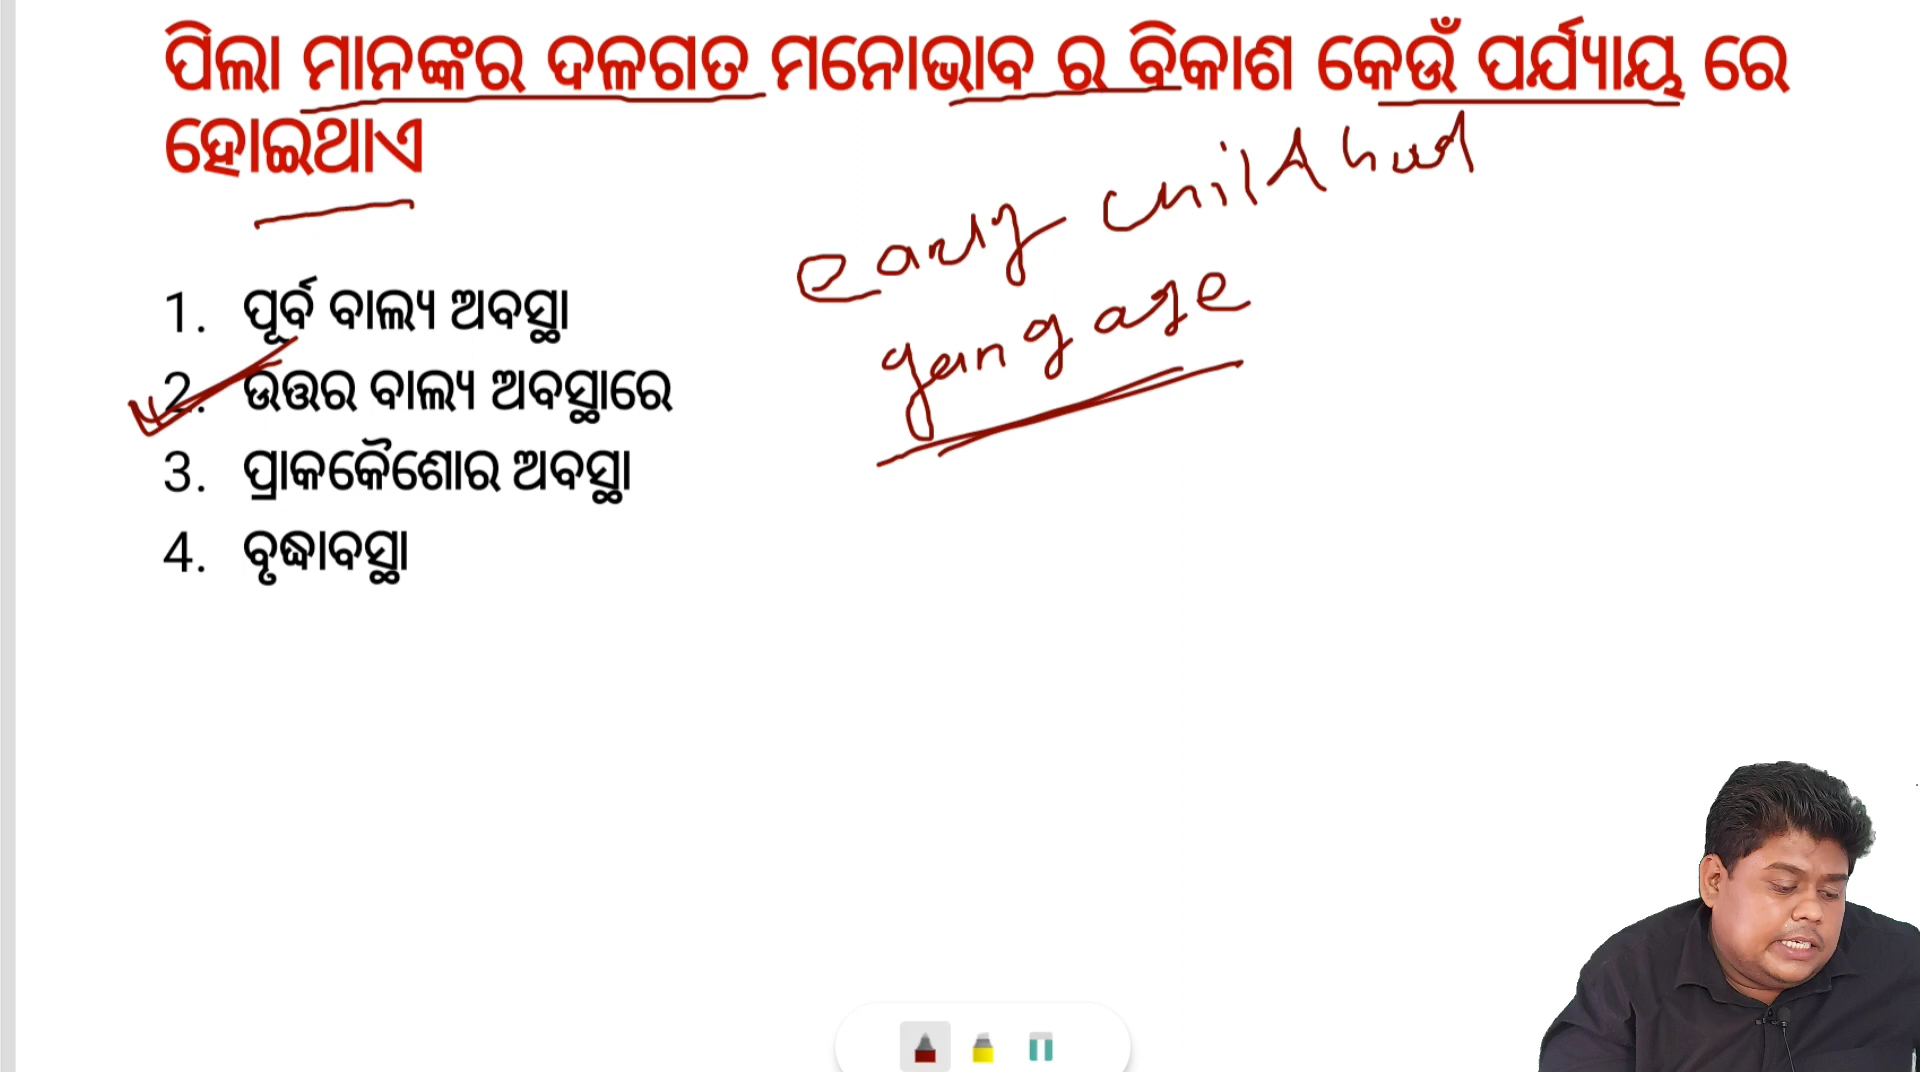 ପିଲା ମାନଙ୍କର ଦଳଗତ ମନୋଭାବ ର ବିକାଶ କେଉଁ ପର୍ଯ୍ୟାୟ ରେ
ହୋଇଥାଏ
early childhood
gang age
1. ପୂର୍ବ ବାଲ୍ୟ ଅବସ୍ଥା
2. ଉତ୍ତର ବାଲ୍ୟ ଅବସ୍ଥାରେ
3. ପ୍ରାକକୈଶୋର ଅବସ୍ଥା
4. ବୃଦ୍ଧାବସ୍ଥା